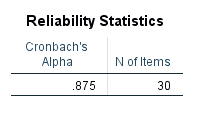 Reliability Statistics
Cronbach's
Alpha N of Items
.875 30